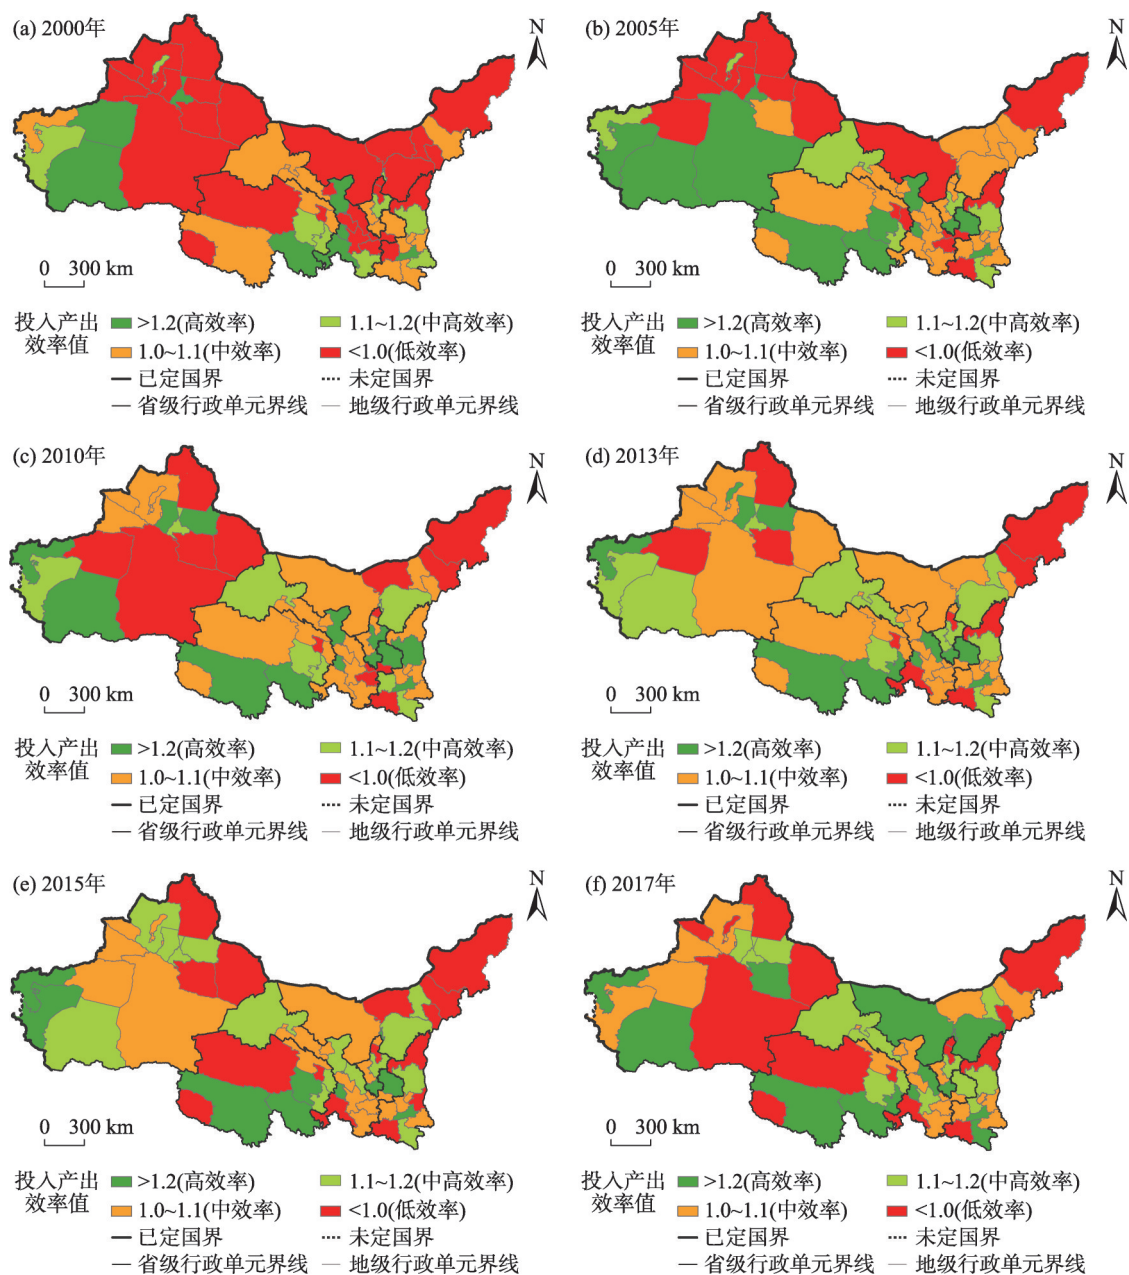 (a) 2000年
N
0 300 km
投入产出
效率值
>1.2(高效率)
1.1~1.2(中高效率)
1.0~1.1(中效率)
<1.0(低效率)
已定国界
未定国界
省级行政单元界线
地级行政单元界线
(b) 2005年
N
0 300 km
投入产出
效率值
>1.2(高效率)
1.1~1.2(中高效率)
1.0~1.1(中效率)
<1.0(低效率)
已定国界
未定国界
省级行政单元界线
地级行政单元界线
(c) 2010年
N
0 300 km
投入产出
效率值
>1.2(高效率)
1.1~1.2(中高效率)
1.0~1.1(中效率)
<1.0(低效率)
已定国界
未定国界
省级行政单元界线
地级行政单元界线
(d) 2013年
N
0 300 km
投入产出
效率值
>1.2(高效率)
1.1~1.2(中高效率)
1.0~1.1(中效率)
<1.0(低效率)
已定国界
未定国界
省级行政单元界线
地级行政单元界线
(e) 2015年
N
0 300 km
投入产出
效率值
>1.2(高效率)
1.1~1.2(中高效率)
1.0~1.1(中效率)
<1.0(低效率)
已定国界
未定国界
省级行政单元界线
地级行政单元界线
(f) 2017年
N
0 300 km
投入产出
效率值
>1.2(高效率)
1.1~1.2(中高效率)
1.0~1.1(中效率)
<1.0(低效率)
已定国界
未定国界
省级行政单元界线
地级行政单元界线